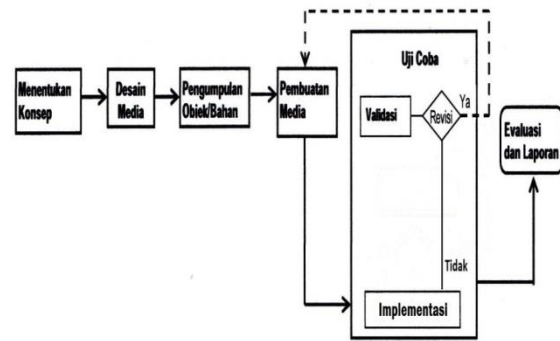 Menentukan
Konsep
Desain
Media
Pengumpulan
Obiek/Bahan
Pembuatan
Media
Uji Coba
Validasi
Revisi
Ya
Tidak
Implementasi
Evaluasi
dan Laporan